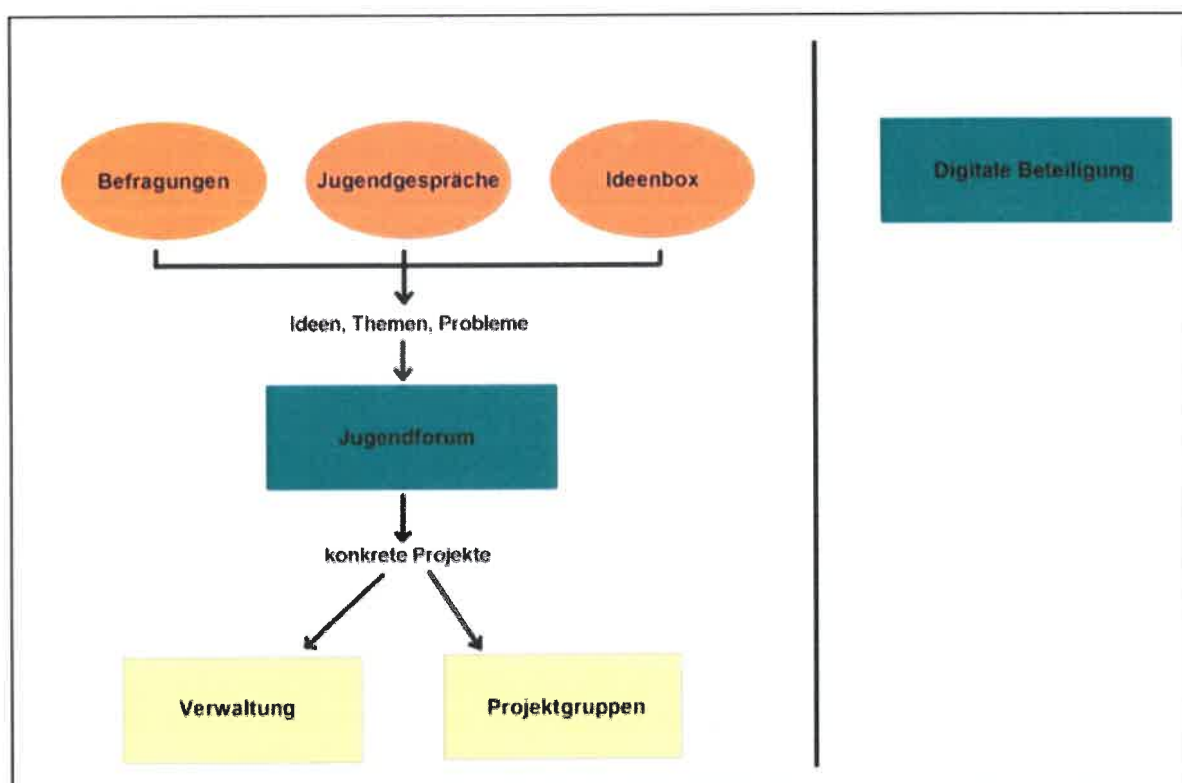 Befragungen
Jugendgespräche
Ideenbox
Digitale Beteiligung
Ideen, Themen, Probleme
Jugendforum
konkrete Projekte
Verwaltung
Projektgruppen